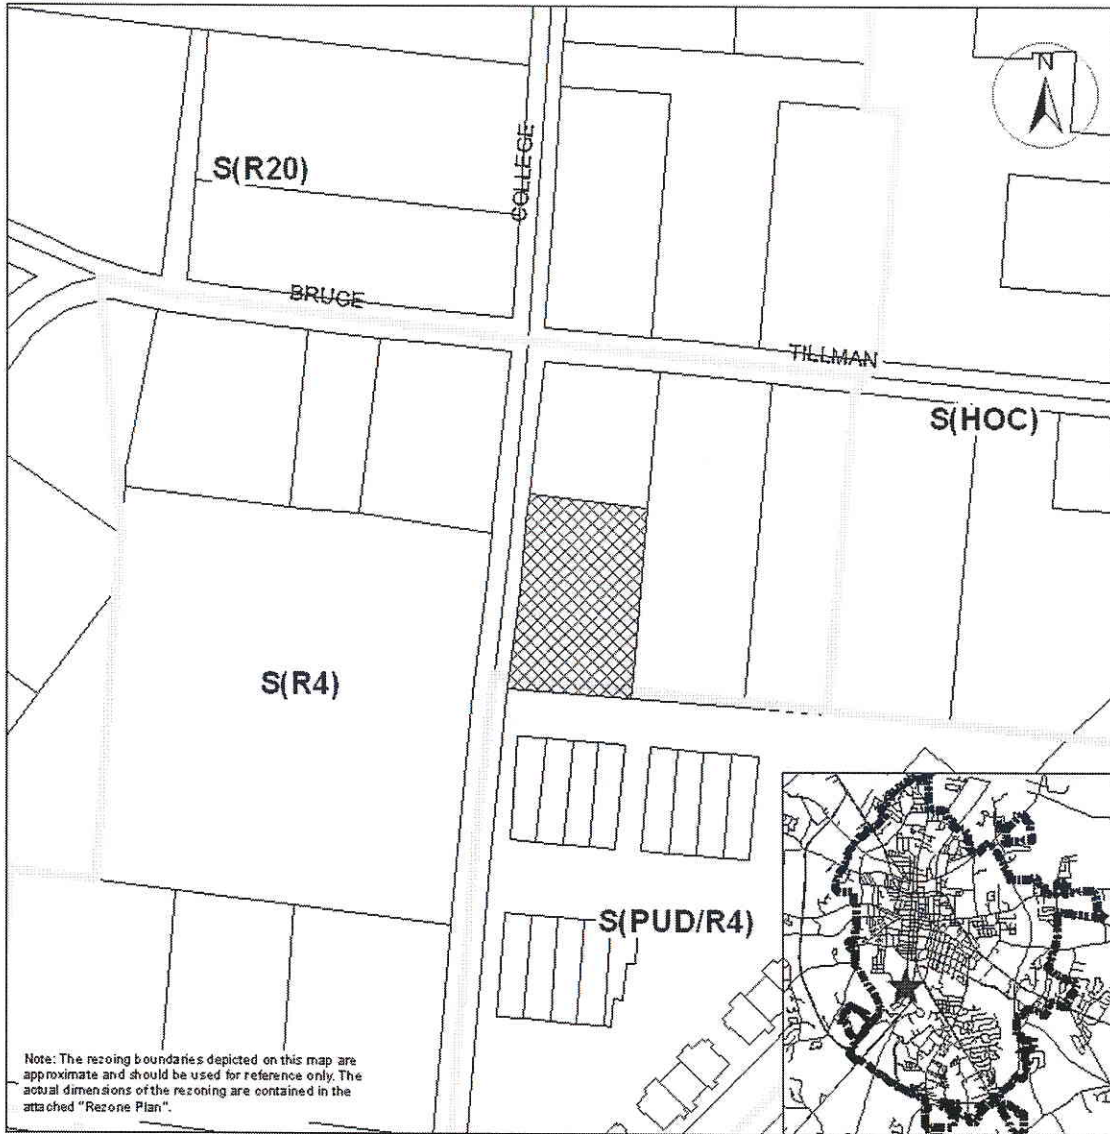 N
S(R20)
COLLEGE
BRUCE
TILLMAN
S(HOC)
S(R4)
S(PUD/R4)
Note: The rezoing boundaries depicted on this map are
approximate and should be used for reference only. The
actual dimensions of the rezoning are contained in the
attached "Rezone Plan".